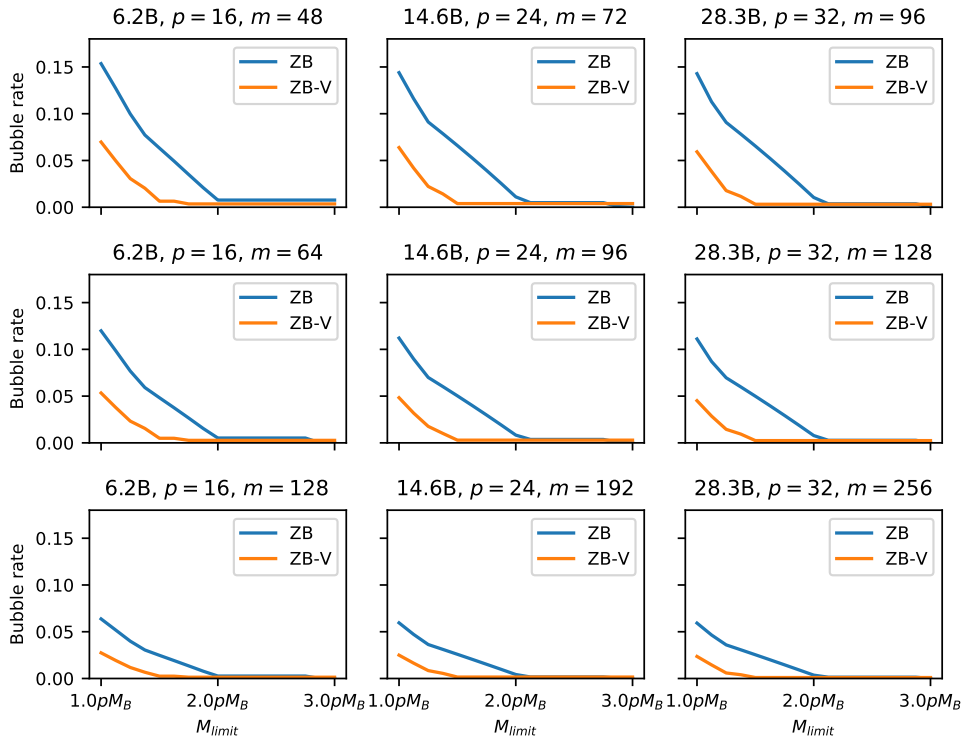 6.2B, p = 16, m = 48
14.6B, p = 24, m = 72
28.3B, p = 32, m = 96
Bubble rate
0.15
0.10
0.05
0.00
ZB
ZB-V
ZB
ZB-V
ZB
ZB-V
6.2B, p = 16, m = 64
14.6B, p = 24, m = 96
28.3B, p = 32, m = 128
Bubble rate
0.15
0.10
0.05
0.00
ZB
ZB-V
ZB
ZB-V
ZB
ZB-V
6.2B, p = 16, m = 128
14.6B, p = 24, m = 192
28.3B, p = 32, m = 256
Bubble rate
0.15
0.10
0.05
0.00
ZB
ZB-V
ZB
ZB-V
ZB
ZB-V
1.0pM_B 2.0pM_B 3.0pM_B
1.0pM_B 2.0pM_B 3.0pM_B
1.0pM_B 2.0pM_B 3.0pM_B
M_limit
M_limit
M_limit